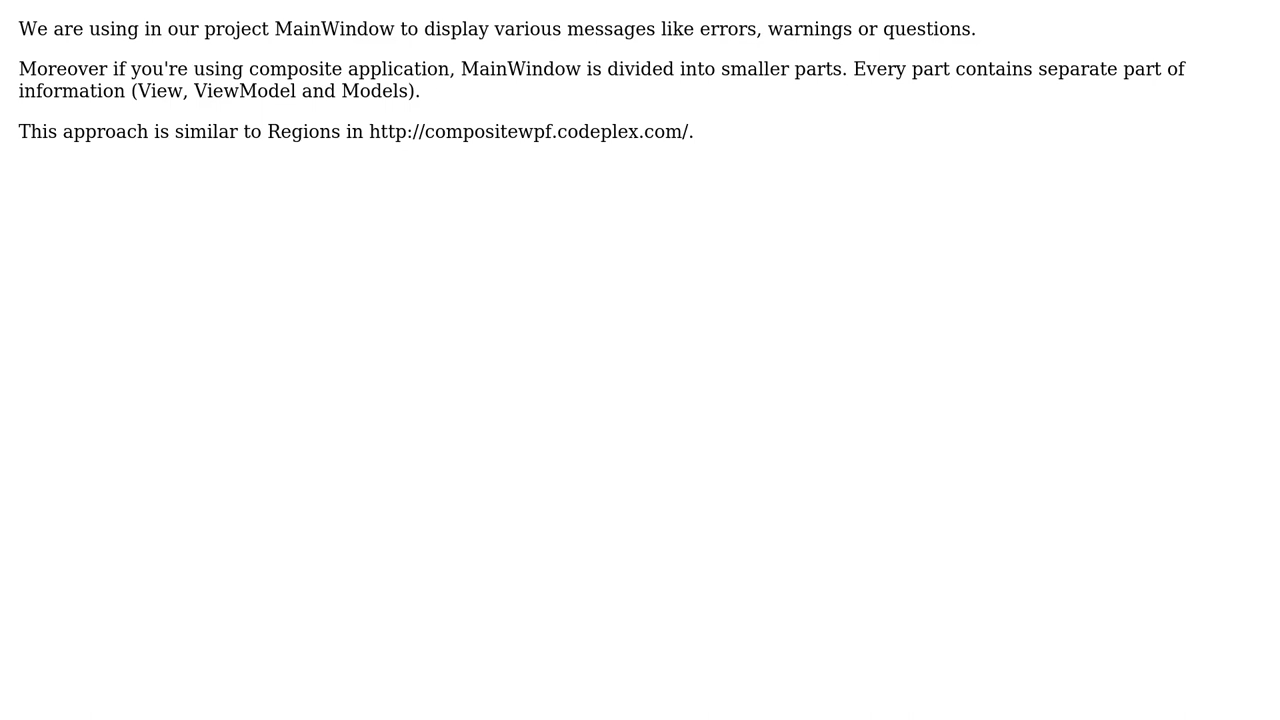 We are using in our project MainWindow to display various messages like errors, warnings or questions.
Moreover if you're using composite application, MainWindow is divided into smaller parts. Every part contains separate part of
information (View, ViewModel and Models).
This approach is similar to Regions in http://compositewpf.codeplex.com/.